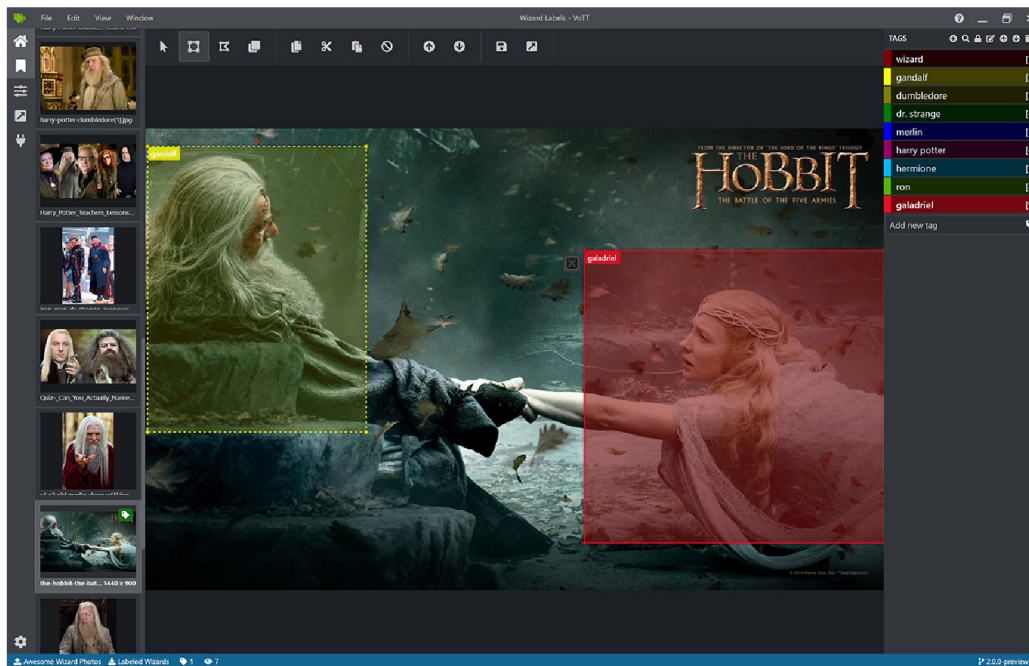 File Edit View Window
Wizard Labels - VoTT
harry-potter-dumbledore[1].jpg
Harry_Potter_Teachers_Lessons...
Quiz-_Can_You_Actually_Name...
the-hobbit-the-bat... 1440 x 900
gandalf
FROM THE DIRECTOR OF 'THE LORD OF THE RINGS' TRILOGY
THE
HOBBIT
THE BATTLE OF THE FIVE ARMIES
galadriel
TAGS
wizard
gandalf
dumbledore
dr. strange
merlin
harry potter
hermione
ron
galadriel
Add new tag
Awesome Wizard Photos Labeled Wizards 1 7
2.0.0-preview